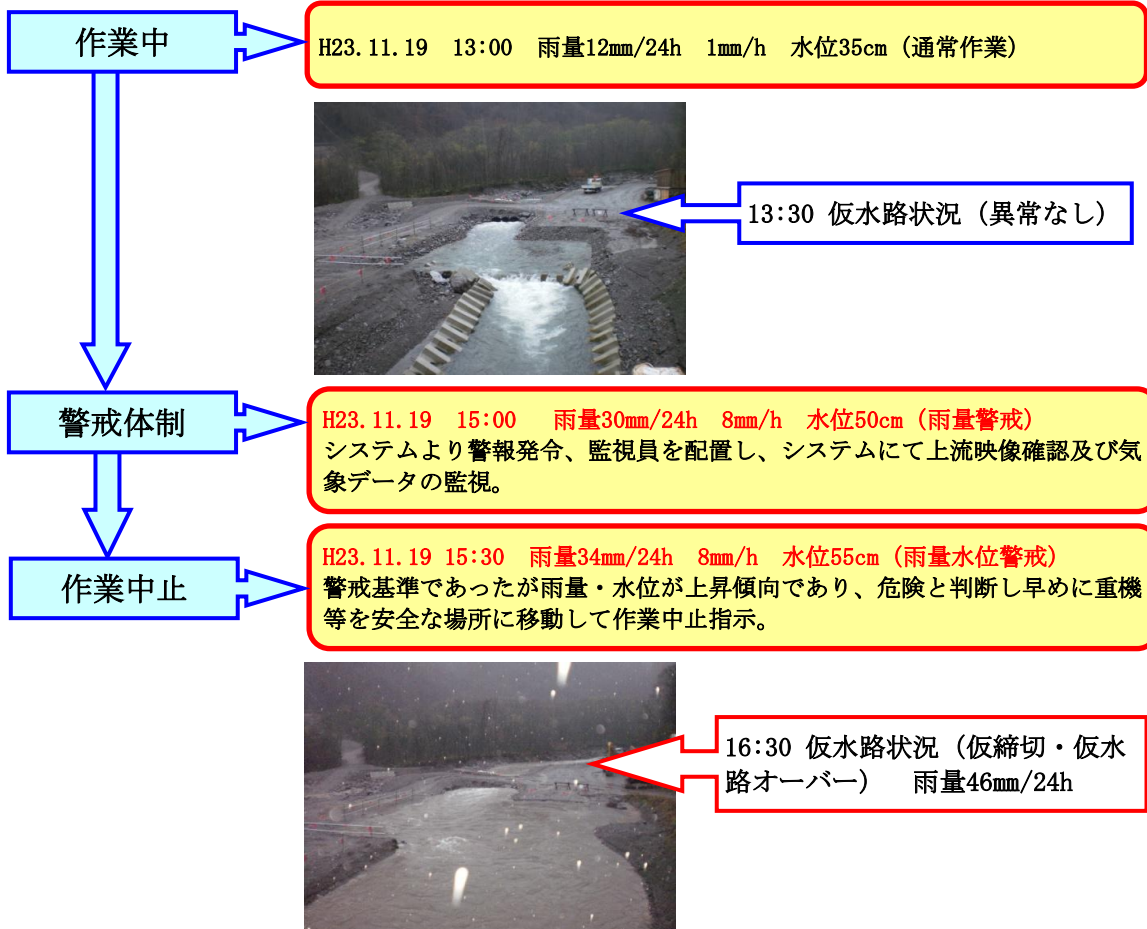 作業中
H23.11.19 13:00 雨量12mm/24h 1mm/h 水位35cm（通常作業）
13:30 仮水路状況（異常なし）
警戒体制
H23.11.19 15:00 雨量30mm/24h 8mm/h 水位50cm（雨量警戒）
システムより警報発令、監視員を配置し、システムにて上流映像確認及び気
象データの監視。
作業中止
H23.11.19 15:30 雨量34mm/24h 8mm/h 水位55cm（雨量水位警戒）
警戒基準であったが雨量・水位が上昇傾向であり、危険と判断し早めに重機
等を安全な場所に移動して作業中止指示。
16:30 仮水路状況（仮締切・仮水
路オーバー） 雨量46mm/24h